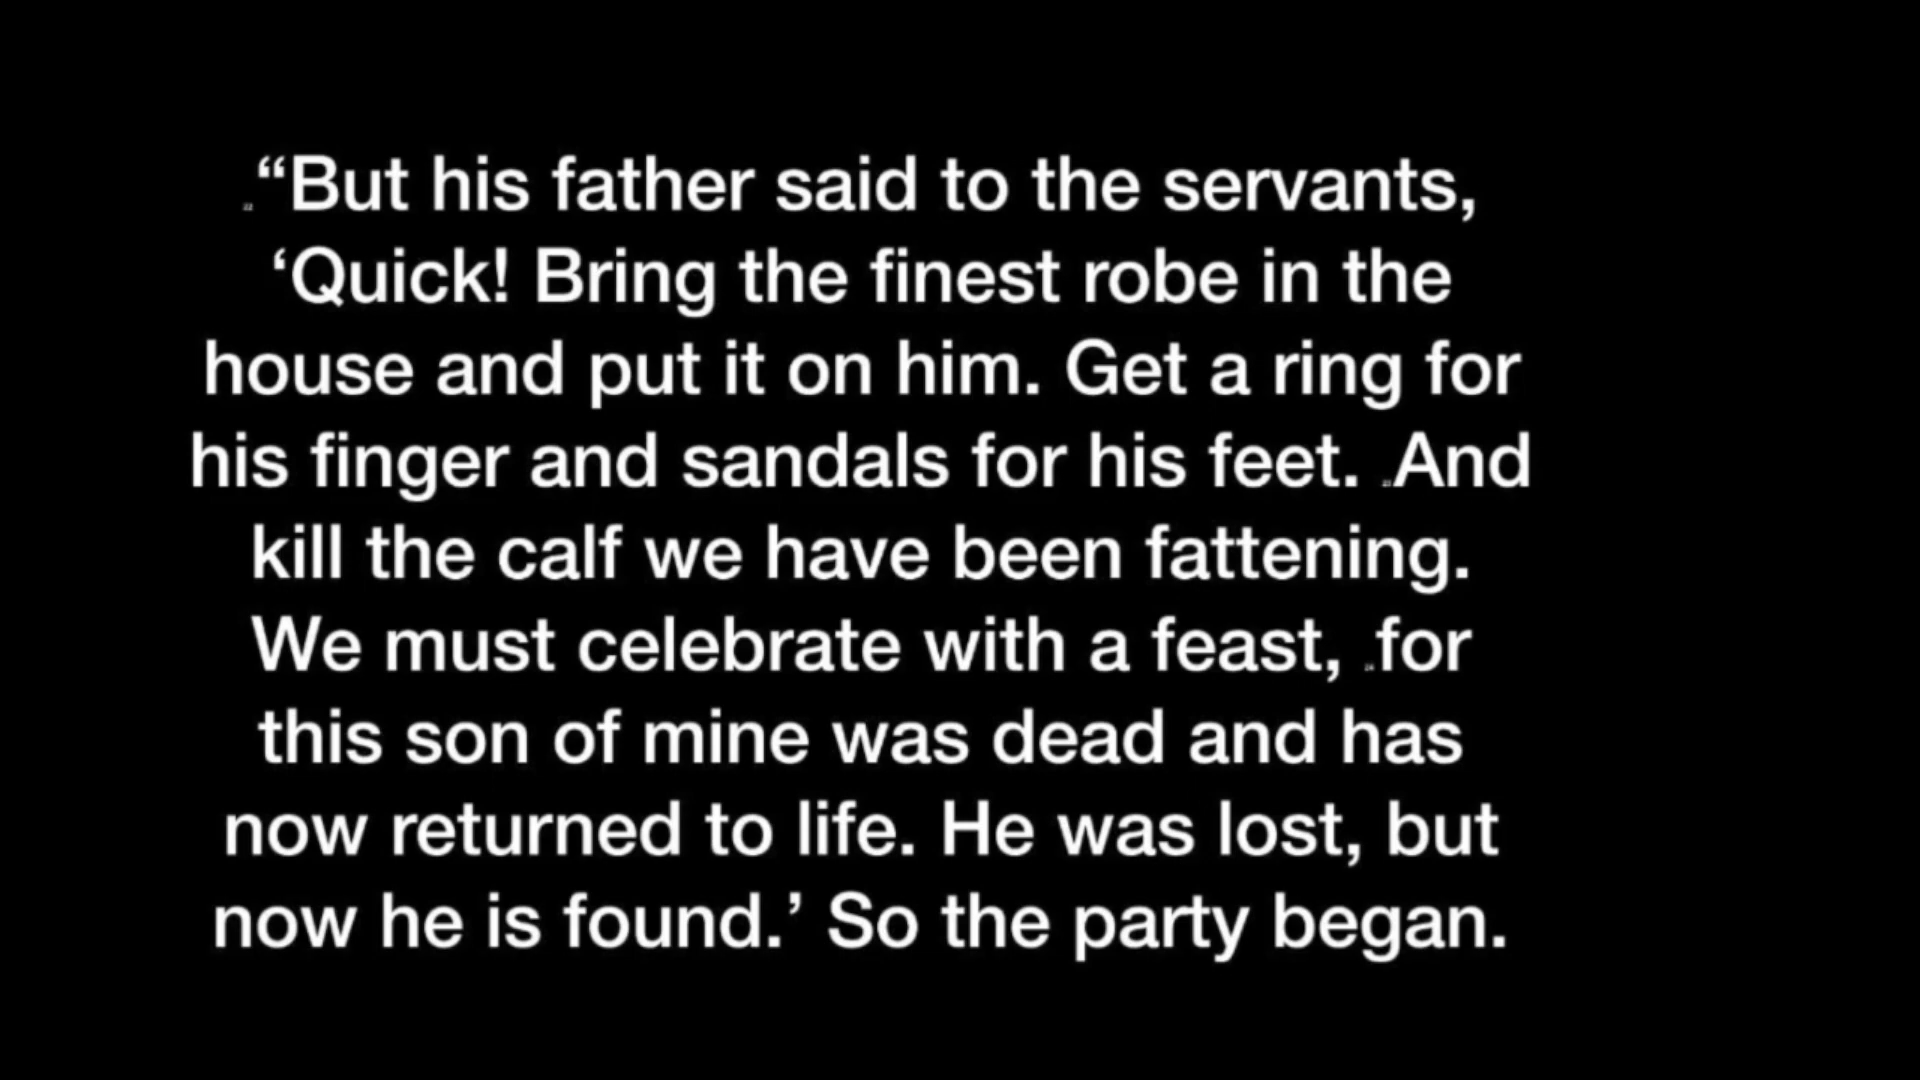 “But his father said to the servants,
‘Quick! Bring the finest robe in the
house and put it on him. Get a ring for
his finger and sandals for his feet. And
kill the calf we have been fattening.
We must celebrate with a feast, for
this son of mine was dead and has
now returned to life. He was lost, but
now he is found.’ So the party began.